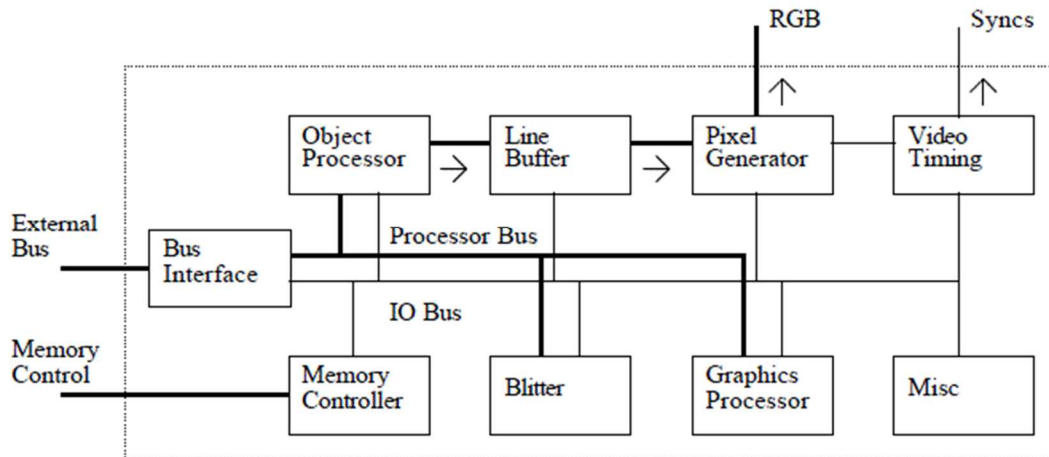 RGB
Syncs
Object
Processor
Line
Buffer
Pixel
Generator
Video
Timing
External
Bus
Bus
Interface
Processor Bus
IO Bus
Memory
Control
Memory
Controller
Blitter
Graphics
Processor
Misc